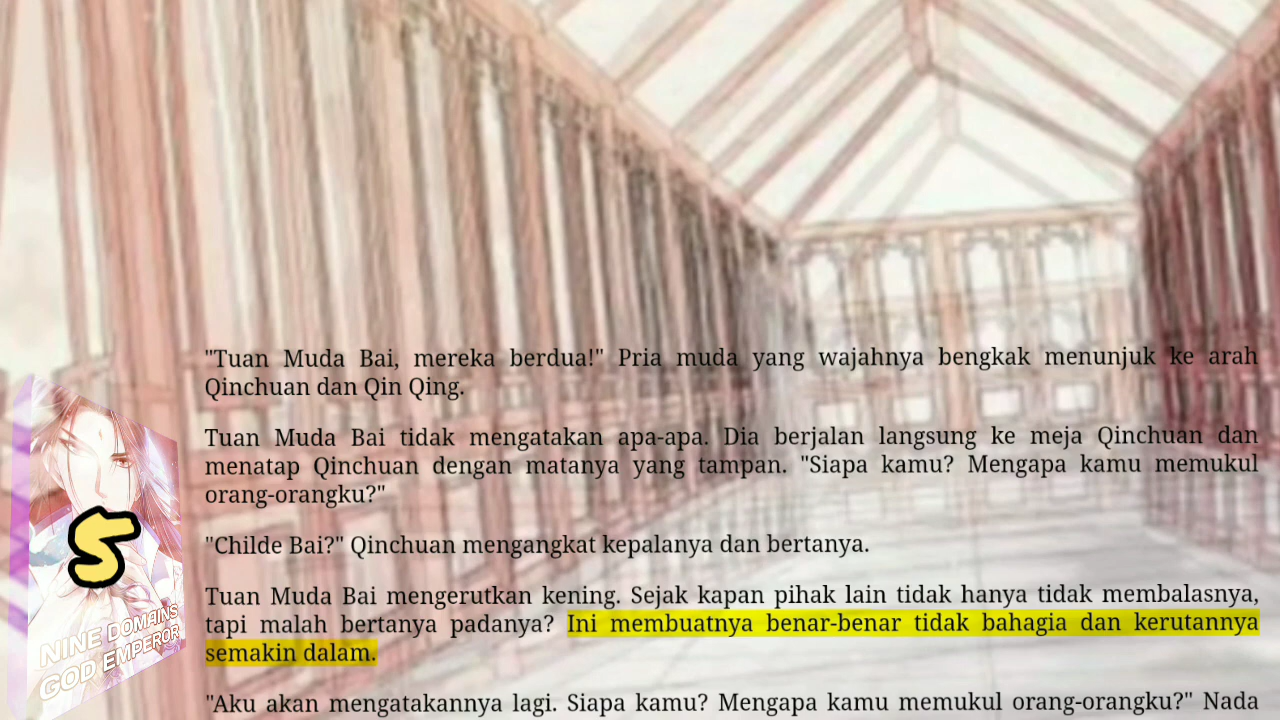 "Tuan Muda Bai, mereka berdua!" Pria muda yang wajahnya bengkak menunjuk ke arah
Qinchuan dan Qin Qing.
Tuan Muda Bai tidak mengatakan apa-apa. Dia berjalan langsung ke meja Qinchuan dan
menatap Qinchuan dengan matanya yang tampan. "Siapa kamu? Mengapa kamu memukul
orang-orangku?"
"Childe Bai?" Qinchuan mengangkat kepalanya dan bertanya.
Tuan Muda Bai mengerutkan kening. Sejak kapan pihak lain tidak hanya tidak membalasnya,
tapi malah bertanya padanya? Ini membuatnya benar-benar tidak bahagia dan kerutannya
semakin dalam.
"Aku akan mengatakannya lagi. Siapa kamu? Mengapa kamu memukul orang-orangku?" Nada
5
NINE DOMAINS
GOD EMPEROR